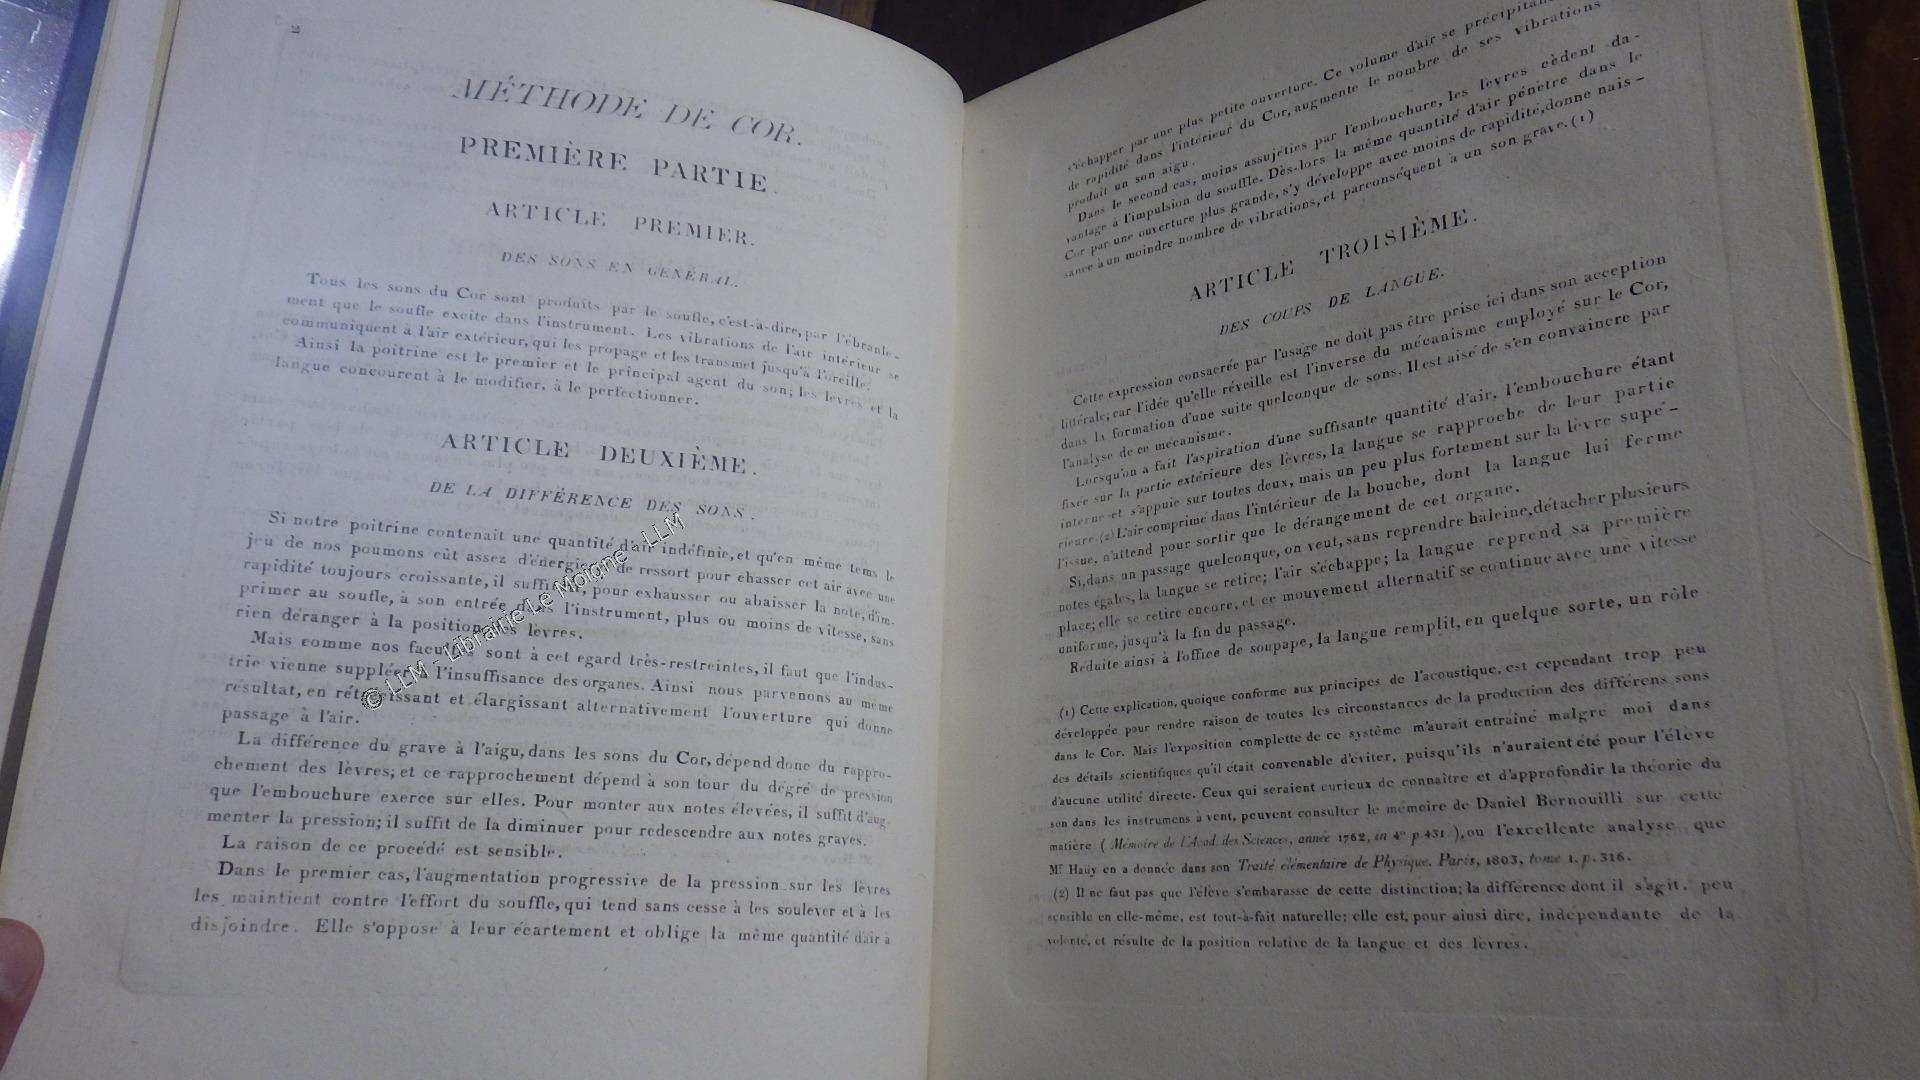 2
MÉTHODE DE COR.
PREMIÈRE PARTIE.
ARTICLE PREMIER.
DES SONS EN GÉNÉRAL.
Tous les sons du Cor sont produits par le soufle, c'est-à-dire, par l'ébranle-
ment que le soufle excite dans l'instrument. Les vibrations de l'air intérieur se
communiquent à l'air extérieur, qui les propage et les transmet jusqu'à l'oreille.
Ainsi la poitrine est le premier et le principal agent du son; les lèvres et la
langue concourent à le modifier, à le perfectionner.
ARTICLE DEUXIÈME.
DE LA DIFFÉRENCE DES SONS.
Si notre poitrine contenait une quantité d'air indéfinie, et qu'en même tems le
jeu de nos poumons eût assez d'énergie et de ressort pour chasser cet air avec une
rapidité toujours croissante, il suffirait, pour exhausser ou abaisser la note, d'im-
primer au soufle, à son entrée dans l'instrument, plus ou moins de vîtesse, sans
rien déranger à la position des lèvres.
Mais comme nos facultés sont à cet egard très-restreintes, il faut que l'indus-
trie vienne suppléer à l'insuffisance des organes. Ainsi nous parvenons au même
résultat, en rétrécissant et élargissant alternativement l'ouverture qui donne
passage à l'air.
La différence du grave à l'aigu, dans les sons du Cor, dépend donc du rappro-
chement des lèvres; et ce rapprochement dépend à son tour du dégré de pression
que l'embouchure exerce sur elles. Pour monter aux notes élevées, il suffit d'aug-
menter la pression; il suffit de la diminuer pour redescendre aux notes graves.
La raison de ce procédé est sensible.
Dans le premier cas, l'augmentation progressive de la pression sur les lèvres
les maintient contre l'effort du souffle, qui tend sans cesse à les soulever et à les
disjoindre. Elle s'oppose à leur écartement et oblige la même quantité d'air à
© LLM - Librairie Le Moigne - LLM
s'échapper par une plus petite ouverture. Ce volume d'air se précipitant
de rapidité dans l'intérieur du Cor, augmente le nombre de ses vibrations
produit un son aigu.
Dans le second cas, moins assujéties par l'embouchure, les lèvres cèdent da-
vantage à l'impulsion du souffle. Dès-lors la même quantité d'air pénètre dans le
Cor par une ouverture plus grande, s'y développe avec moins de rapidité, donne nais-
sance à un moindre nombre de vibrations, et parconséquent à un son grave. (1)
ARTICLE TROISIÈME.
DES COUPS DE LANGUE.
Cette expression consacrée par l'usage ne doit pas être prise ici dans son acception
littérale; car l'idée qu'elle réveille est l'inverse du mécanisme employé sur le Cor,
dans la formation d'une suite quelconque de sons. Il est aisé de s'en convaincre par
l'analyse de ce mécanisme.
Lorsqu'on a fait l'aspiration d'une suffisante quantité d'air, l'embouchure étant
fixée sur la partie extérieure des lèvres, la langue se rapproche de leur partie
interne et s'appuie sur toutes deux, mais un peu plus fortement sur la lèvre supé-
rieure. (2) L'air comprimé dans l'intérieur de la bouche, dont la langue lui ferme
l'issue, n'attend pour sortir que le dérangement de cet organe.
Si, dans un passage quelconque, on veut, sans reprendre haleine, détacher plusieurs
notes égales, la langue se retire; l'air s'échappe; la langue reprend sa première
place; elle se retire encore, et ce mouvement alternatif se continue avec une vîtesse
uniforme, jusqu'à la fin du passage.
Réduite ainsi à l'office de soupape, la langue remplit, en quelque sorte, un rôle
(1) Cette explication, quoique conforme aux principes de l'acoustique, est cependant trop peu
développée pour rendre raison de toutes les circonstances de la production des différens sons
dans le Cor. Mais l'exposition complette de ce système m'aurait entraîné malgré moi dans
des détails scientifiques qu'il était convenable d'éviter, puisqu'ils n'auraient été pour l'élève
d'aucune utilité directe. Ceux qui seraient curieux de connaître et d'approfondir la théorie du
son dans les instrumens à vent, peuvent consulter le mémoire de Daniel Bernouilli sur cette
matière (Mémoire de l'Acad. des Sciences, année 1762, in 4º p. 431.), ou l'excellente analyse que
Mr Haüy en a donnée dans son Traité élémentaire de Physique. Paris, 1803, tome 1. p. 316.
(2) Il ne faut pas que l'élève s'embarasse de cette distinction; la différence dont il s'agit, peu
sensible en elle-même, est tout-à-fait naturelle; elle est, pour ainsi dire, indépendante de la
volonté, et résulte de la position relative de la langue et des lèvres.